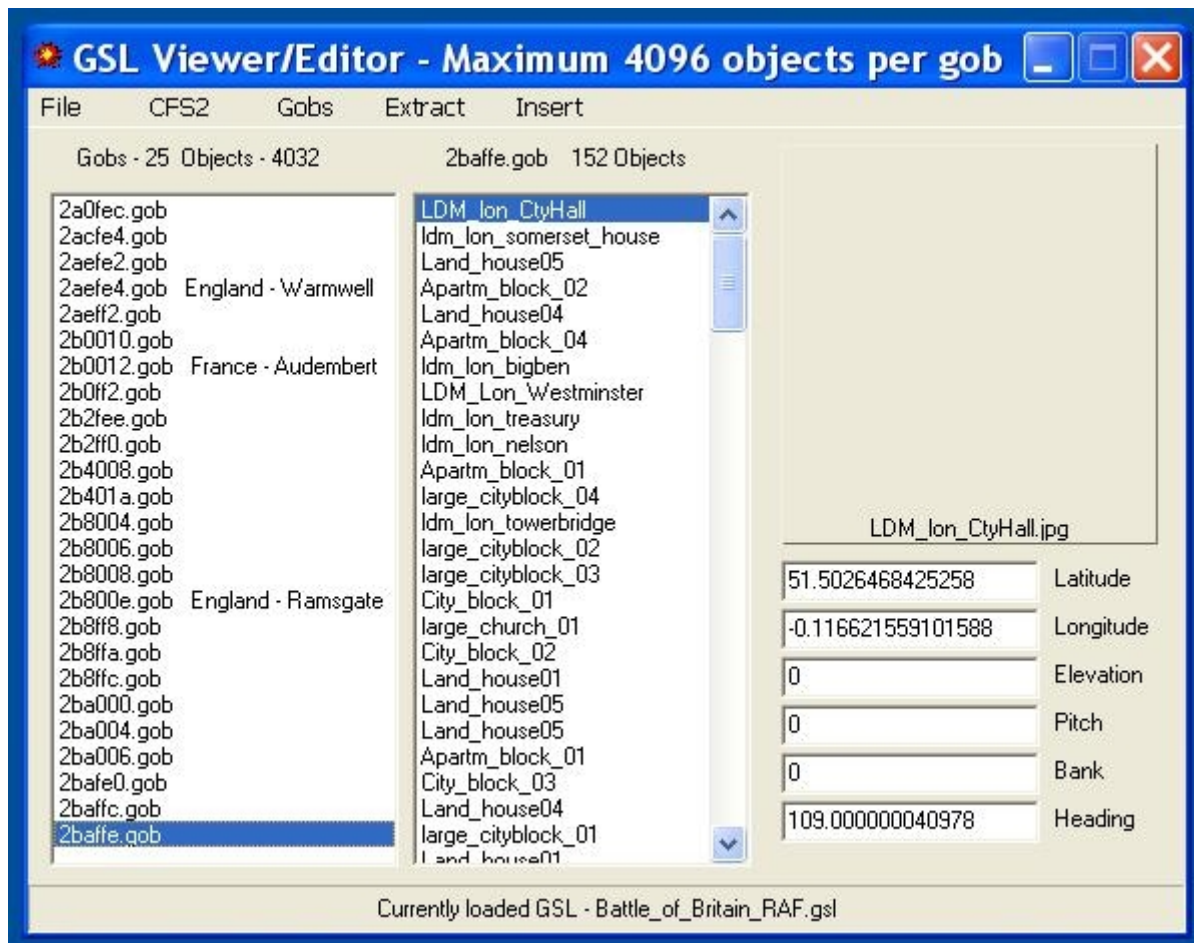 GSL Viewer/Editor - Maximum 4096 objects per gob
File CFS2 Gobs Extract Insert
Gobs - 25 Objects - 4032
2a0fec.gob
2acfe4.gob
2aefe2.gob
2aefe4.gob England - Warmwell
2aeff2.gob
2b0010.gob
2b0012.gob France - Audembert
2b0ff2.gob
2b2fee.gob
2b2ff0.gob
2b4008.gob
2b401a.gob
2b8004.gob
2b8006.gob
2b8008.gob
2b800e.gob England - Ramsgate
2b8ff8.gob
2b8ffa.gob
2b8ffc.gob
2ba000.gob
2ba004.gob
2ba006.gob
2bafe0.gob
2baffc.gob
2baffe.gob
2baffe.gob 152 Objects
LDM_lon_CtyHall
ldm_lon_somerset_house
Land_house05
Apartm_block_02
Land_house04
Apartm_block_04
ldm_lon_bigben
LDM_Lon_Westminster
ldm_lon_treasury
ldm_lon_nelson
Apartm_block_01
large_cityblock_04
ldm_lon_towerbridge
large_cityblock_02
large_cityblock_03
City_block_01
large_church_01
City_block_02
Land_house01
Land_house05
Land_house05
Apartm_block_01
City_block_03
Land_house04
large_cityblock_01
Land_house01
LDM_lon_CtyHall.jpg
51.5026468425258 Latitude
-0.116621559101588 Longitude
0 Elevation
0 Pitch
0 Bank
109.000000040978 Heading
Currently loaded GSL - Battle_of_Britain_RAF.gsl